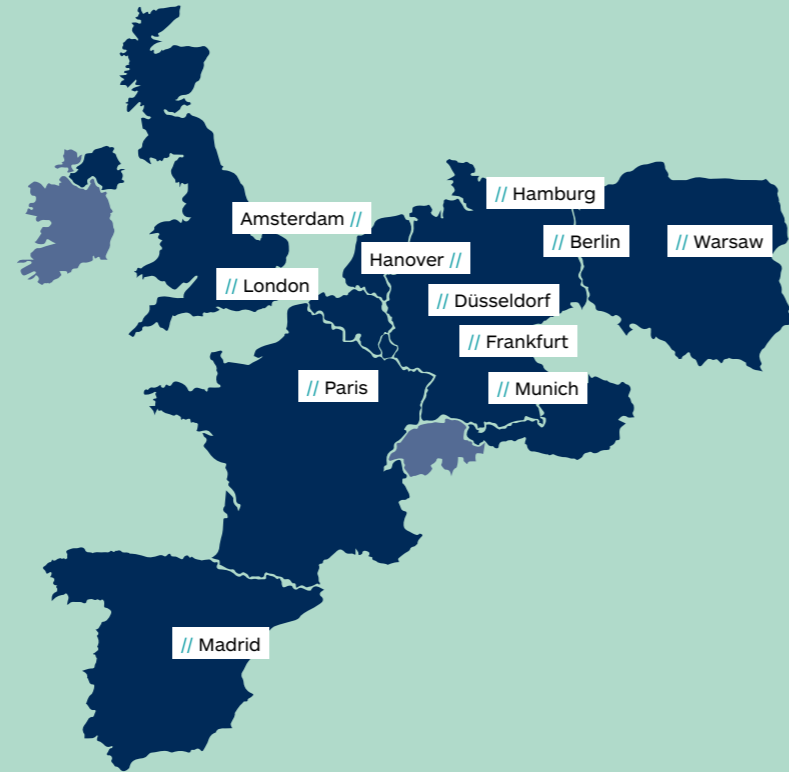 // Hamburg
Amsterdam //
// Berlin
// Warsaw
Hanover //
// London
// Düsseldorf
// Frankfurt
// Paris
// Munich
// Madrid